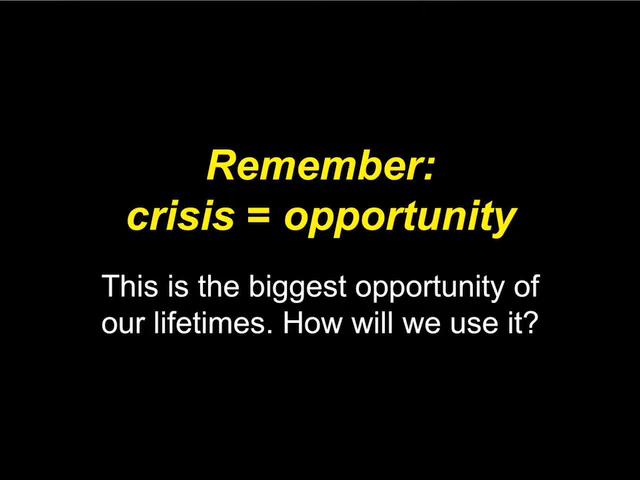 Remember:
crisis = opportunity
This is the biggest opportunity of
our lifetimes. How will we use it?